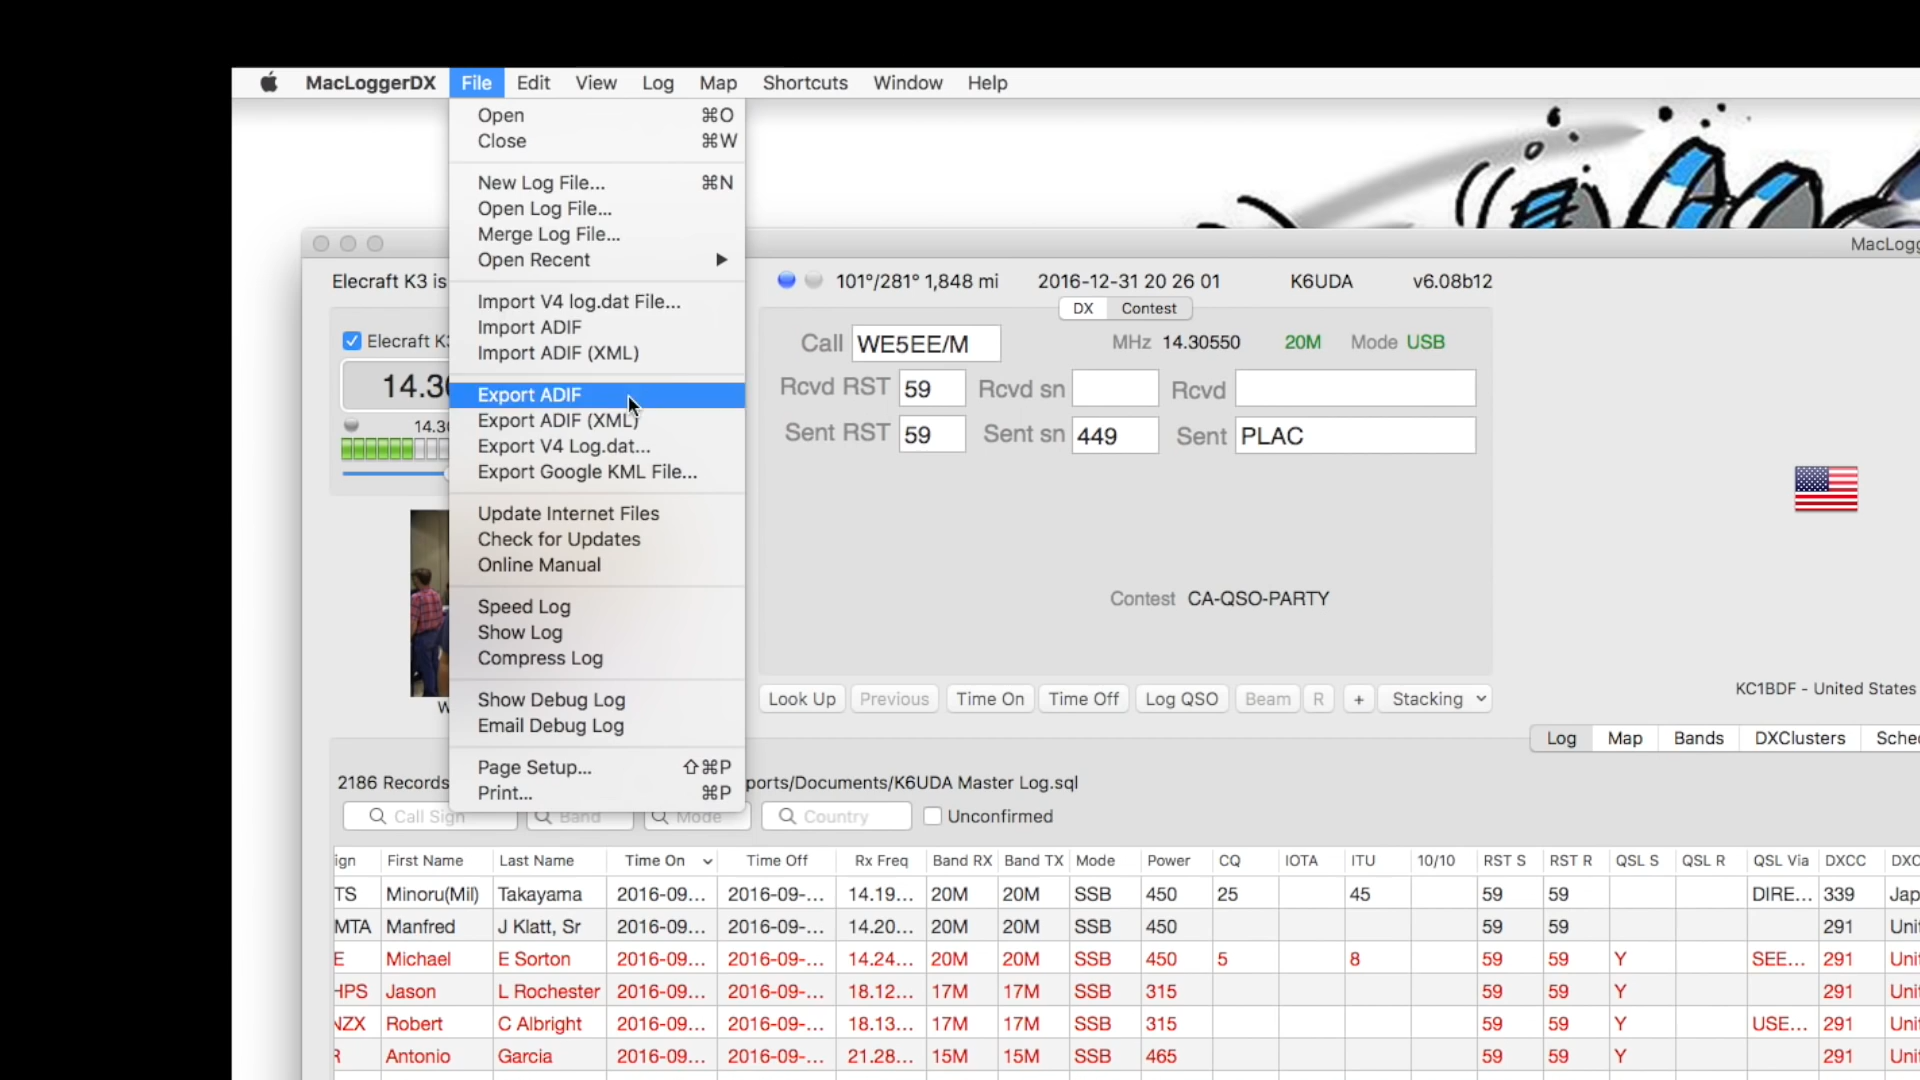 MacLoggerDX File Edit View Log Map Shortcuts Window Help
Open ⌘O
Close ⌘W
New Log File... ⌘N
Open Log File...
Merge Log File...
Open Recent ▶
Import V4 log.dat File...
Import ADIF
Import ADIF (XML)
Export ADIF
Export ADIF (XML)
Export V4 Log.dat...
Export Google KML File...
Update Internet Files
Check for Updates
Online Manual
Speed Log
Show Log
Compress Log
Show Debug Log
Email Debug Log
Page Setup... ⇧⌘P
Print... ⌘P
MacLogg
Elecraft K3 is 101°/281° 1,848 mi 2016-12-31 20 26 01 K6UDA v6.08b12
DX Contest
Elecraft K3
14.30
14.30
Call WE5EE/M MHz 14.30550 20M Mode USB
Rcvd RST 59 Rcvd sn Rcvd
Sent RST 59 Sent sn 449 Sent PLAC
Contest CA-QSO-PARTY
KC1BDF - United States
W
Look Up Previous Time On Time Off Log QSO Beam R + Stacking
Log Map Bands DXClusters Sched
2186 Records ports/Documents/K6UDA Master Log.sql
Call Sign Band Mode Country Unconfirmed
ign First Name Last Name Time On Time Off Rx Freq Band RX Band TX Mode Power CQ IOTA ITU 10/10 RST S RST R QSL S QSL R QSL Via DXCC DXC
TS Minoru(Mil) Takayama 2016-09... 2016-09-... 14.19... 20M 20M SSB 450 25 45 59 59 DIRE... 339 Jap
MTA Manfred J Klatt, Sr 2016-09... 2016-09-... 14.20... 20M 20M SSB 450 59 59 291 Unit
E Michael E Sorton 2016-09... 2016-09-... 14.24... 20M 20M SSB 450 5 8 59 59 Y SEE... 291 Unit
HPS Jason L Rochester 2016-09... 2016-09-... 18.12... 17M 17M SSB 315 59 59 Y 291 Unit
NZX Robert C Albright 2016-09... 2016-09-... 18.13... 17M 17M SSB 315 59 59 Y USE... 291 Unit
R Antonio Garcia 2016-09... 2016-09-... 21.28... 15M 15M SSB 465 59 59 Y 291 Unit